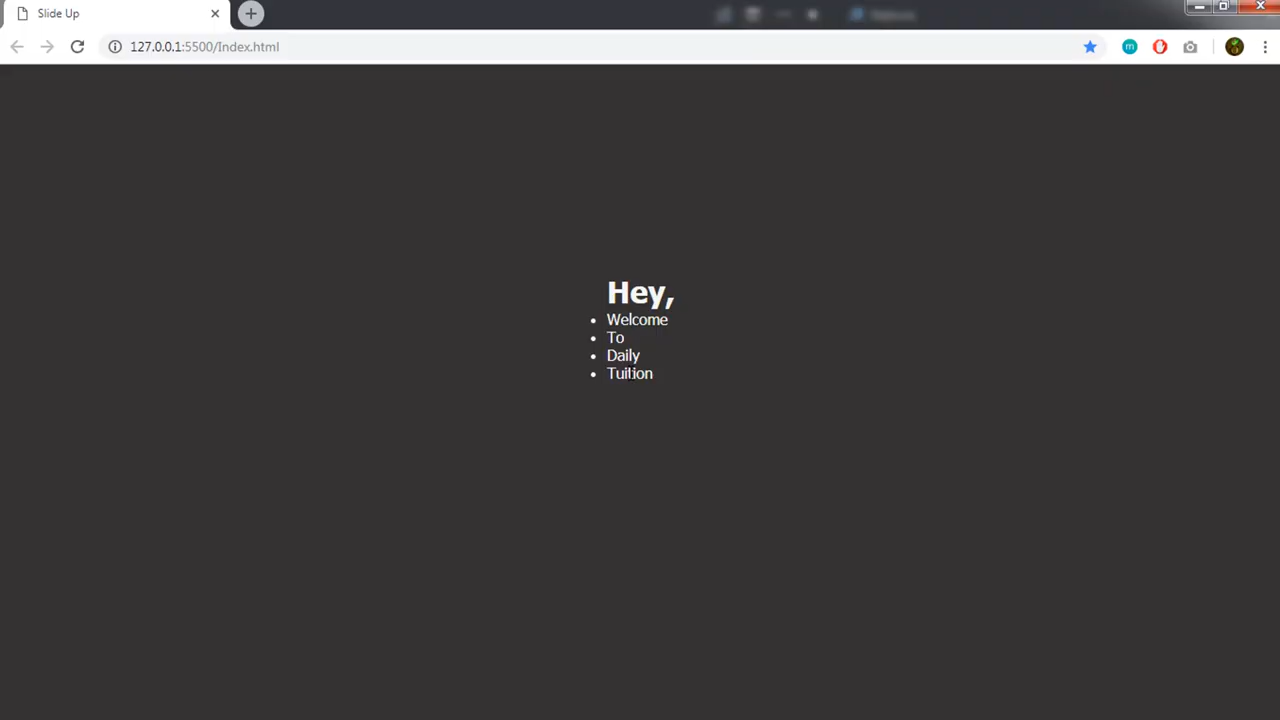 Slide Up
127.0.0.1:5500/Index.html
Hey,
Welcome
To
Daily
Tuition